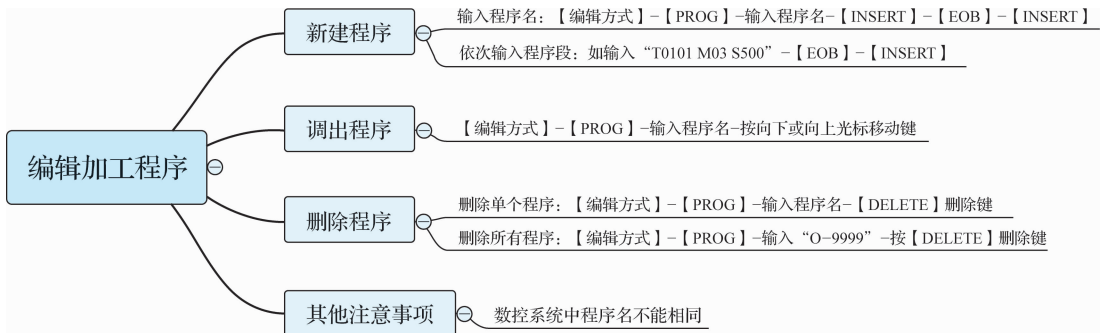 编辑加工程序
新建程序
输入程序名：【编辑方式】-【PROG】-输入程序名-【INSERT】-【EOB】-【INSERT】
依次输入程序段：如输入“T0101 M03 S500”-【EOB】-【INSERT】
调出程序
【编辑方式】-【PROG】-输入程序名-按向下或向上光标移动键
删除程序
删除单个程序：【编辑方式】-【PROG】-输入程序名-【DELETE】删除键
删除所有程序：【编辑方式】-【PROG】-输入“O-9999”-按【DELETE】删除键
其他注意事项
数控系统中程序名不能相同